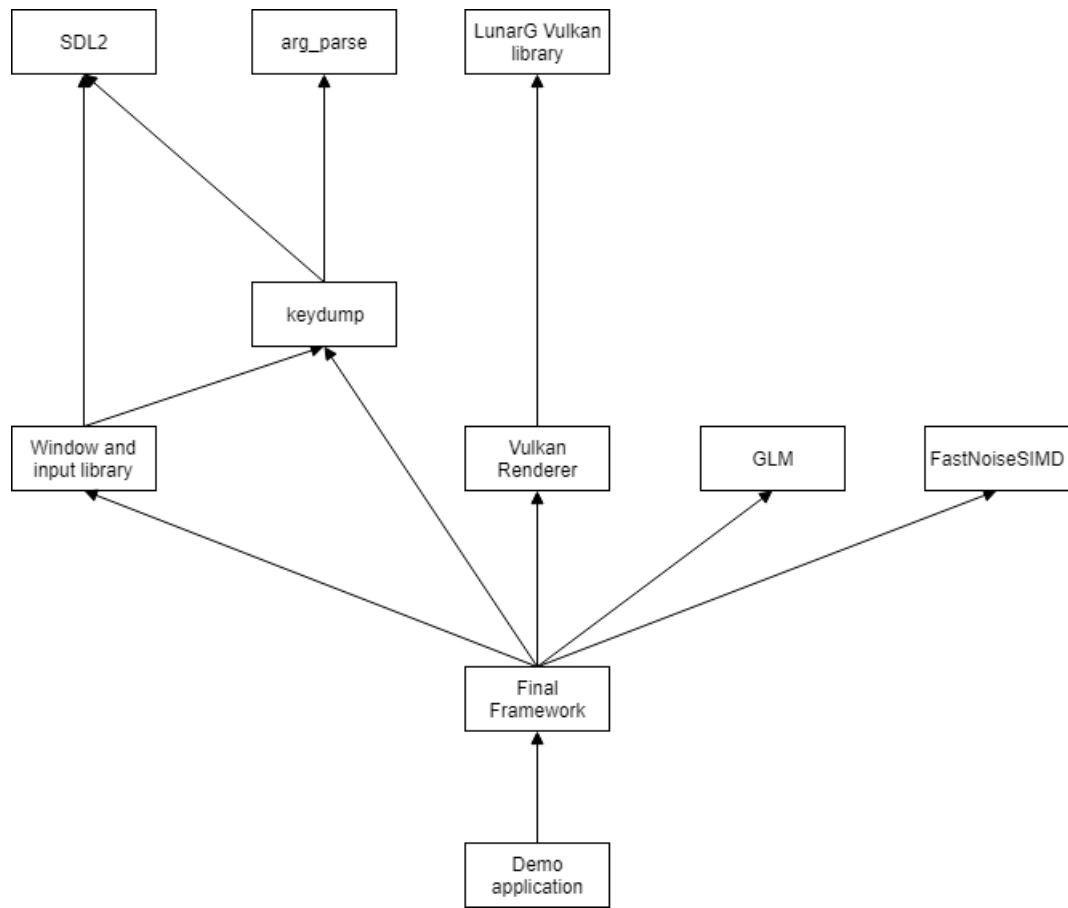 SDL2
arg_parse
LunarG Vulkan
library
keydump
Window and
input library
Vulkan
Renderer
GLM
FastNoiseSIMD
Final
Framework
Demo
application